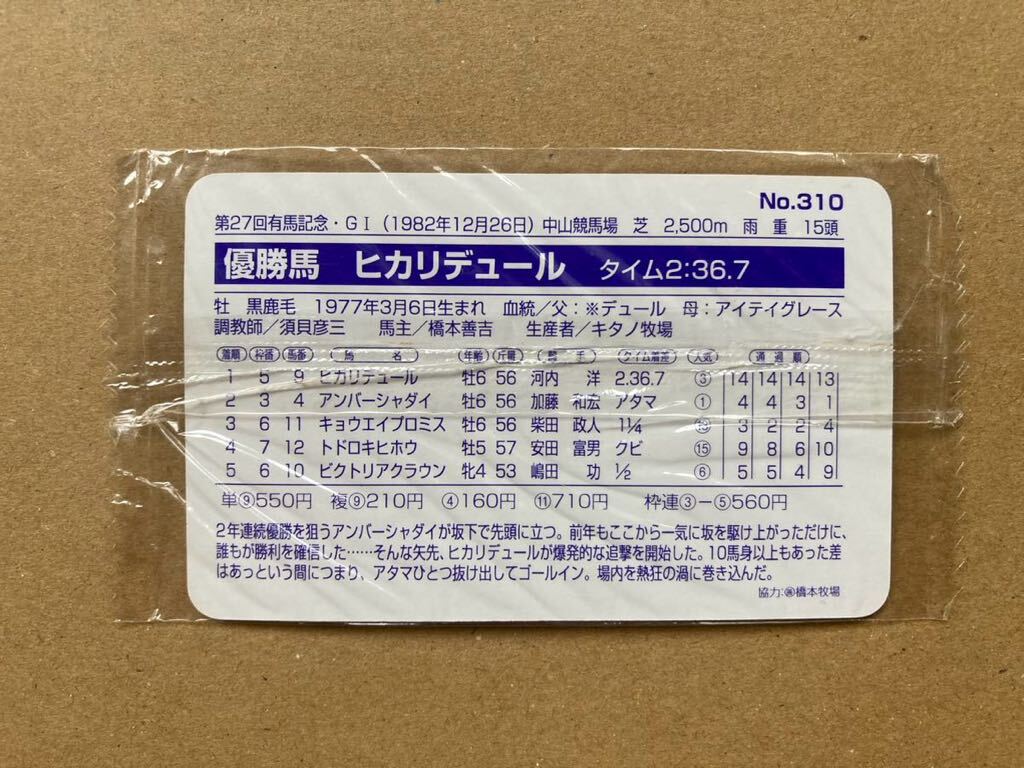 No.310
第27回有馬記念・GⅠ（1982年12月26日）中山競馬場 芝 2,500m 雨 重 15頭
優勝馬 ヒカリデュール タイム2:36.7
牡 黒鹿毛 1977年3月6日生まれ 血統／父：※デュール 母：アイテイグレース
調教師／須貝彦三 馬主／橋本善吉 生産者／キタノ牧場
着順 枠番 馬番 馬名 年齢 斤量 騎手 タイム着差 人気 通過順
1 5 9 ヒカリデュール 牡6 56 河内 洋 2.36.7 ③ 14 14 14 13
2 3 4 アンバーシャダイ 牡6 56 加藤 和宏 アタマ ① 4 4 3 1
3 6 11 キョウエイプロミス 牡6 56 柴田 政人 1¼ 3 2 2 4
4 7 12 トドロキヒホウ 牡5 57 安田 富男 クビ ⑮ 9 8 6 10
5 6 10 ビクトリアクラウン 牝4 53 嶋田 功 ½ ⑥ 5 5 4 9
単⑨550円 複⑨210円 ④160円 ⑪710円 枠連③−⑤560円
2年連続優勝を狙うアンバーシャダイが坂下で先頭に立つ。前年もここから一気に坂を駆け上がっただけに、
誰もが勝利を確信した……そんな矢先、ヒカリデュールが爆発的な追撃を開始した。10馬身以上もあった差
はあっという間につまり、アタマひとつ抜け出してゴールイン。場内を熱狂の渦に巻き込んだ。
協力：㈱橋本牧場